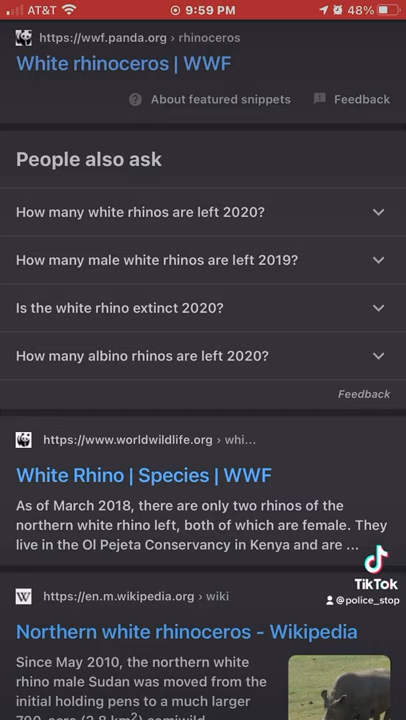 AT&T 9:59 PM 48%
https://wwf.panda.org › rhinoceros
White rhinoceros | WWF
About featured snippets Feedback
People also ask
How many white rhinos are left 2020?
How many male white rhinos are left 2019?
Is the white rhino extinct 2020?
How many albino rhinos are left 2020?
Feedback
https://www.worldwildlife.org › whi...
White Rhino | Species | WWF
As of March 2018, there are only two rhinos of the
northern white rhino left, both of which are female. They
live in the Ol Pejeta Conservancy in Kenya and are ...
TikTok
@police_stop
W https://en.m.wikipedia.org › wiki
Northern white rhinoceros - Wikipedia
Since May 2010, the northern white
rhino male Sudan was moved from the
initial holding pens to a much larger
700-acre (2.8 km²) semiwild